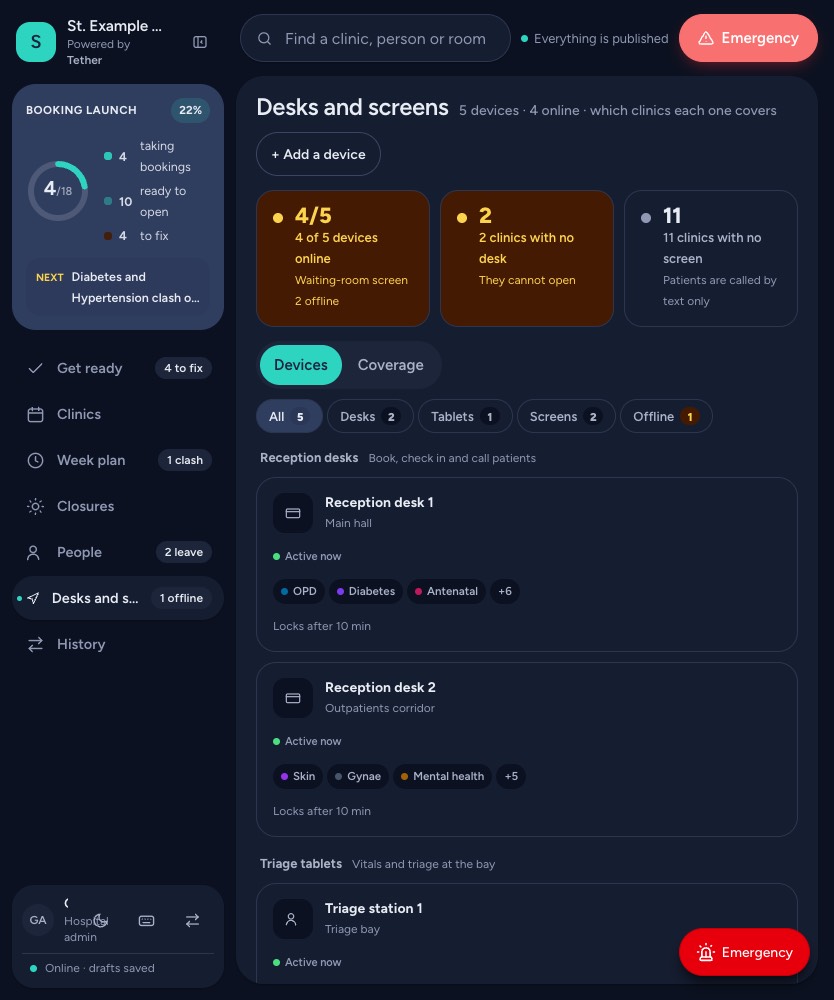 S
St. Example ...
Powered by
Tether
Find a clinic, person or room
Everything is published
Emergency
BOOKING LAUNCH
22%
4/18
4 taking bookings
10 ready to open
4 to fix
NEXT Diabetes and
Hypertension clash o...
Get ready 4 to fix
Clinics
Week plan 1 clash
Closures
People 2 leave
Desks and s... 1 offline
History
GA
Hospital
admin
Online · drafts saved
Desks and screens 5 devices · 4 online · which clinics each one covers
+ Add a device
4/5
4 of 5 devices
online
Waiting-room screen
2 offline
2
2 clinics with no
desk
They cannot open
11
11 clinics with no
screen
Patients are called by
text only
Devices Coverage
All 5 Desks 2 Tablets 1 Screens 2 Offline 1
Reception desks Book, check in and call patients
Reception desk 1
Main hall
Active now
OPD Diabetes Antenatal +6
Locks after 10 min
Reception desk 2
Outpatients corridor
Active now
Skin Gynae Mental health +5
Locks after 10 min
Triage tablets Vitals and triage at the bay
Triage station 1
Triage bay
Active now
Emergency